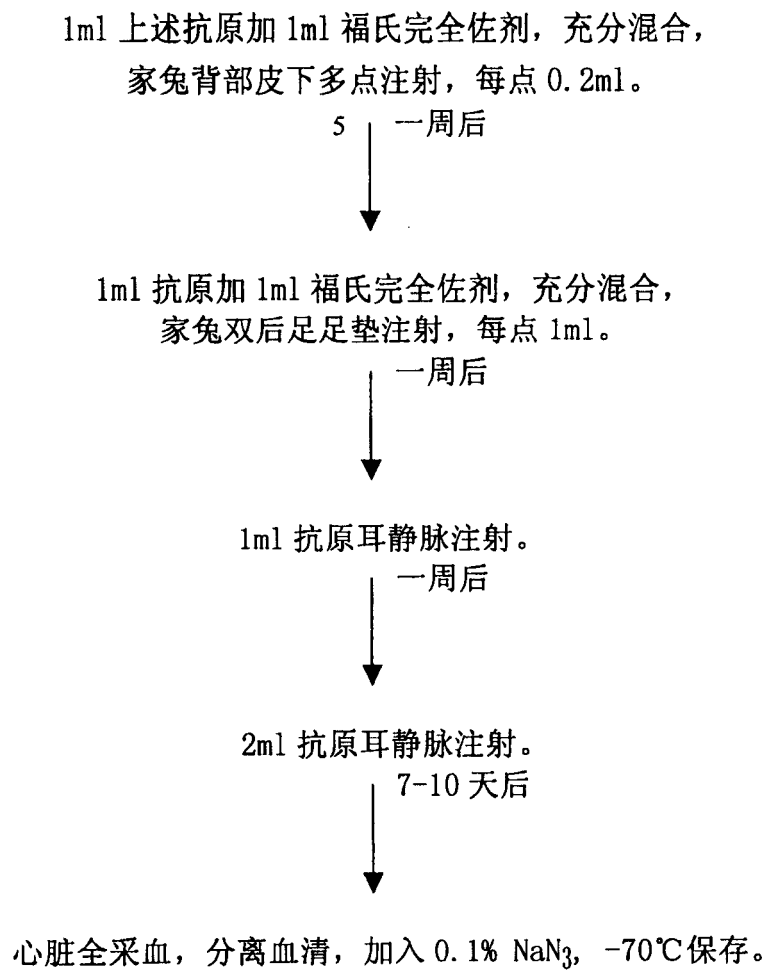 1ml 上述抗原加 1ml 福氏完全佐剂，充分混合，
家兔背部皮下多点注射，每点 0.2ml。
5 一周后
1ml 抗原加 1ml 福氏完全佐剂，充分混合，
家兔双后足足垫注射，每点 1ml。
一周后
1ml 抗原耳静脉注射。
一周后
2ml 抗原耳静脉注射。
7-10 天后
心脏全采血，分离血清，加入 0.1% NaN₃, -70℃保存。